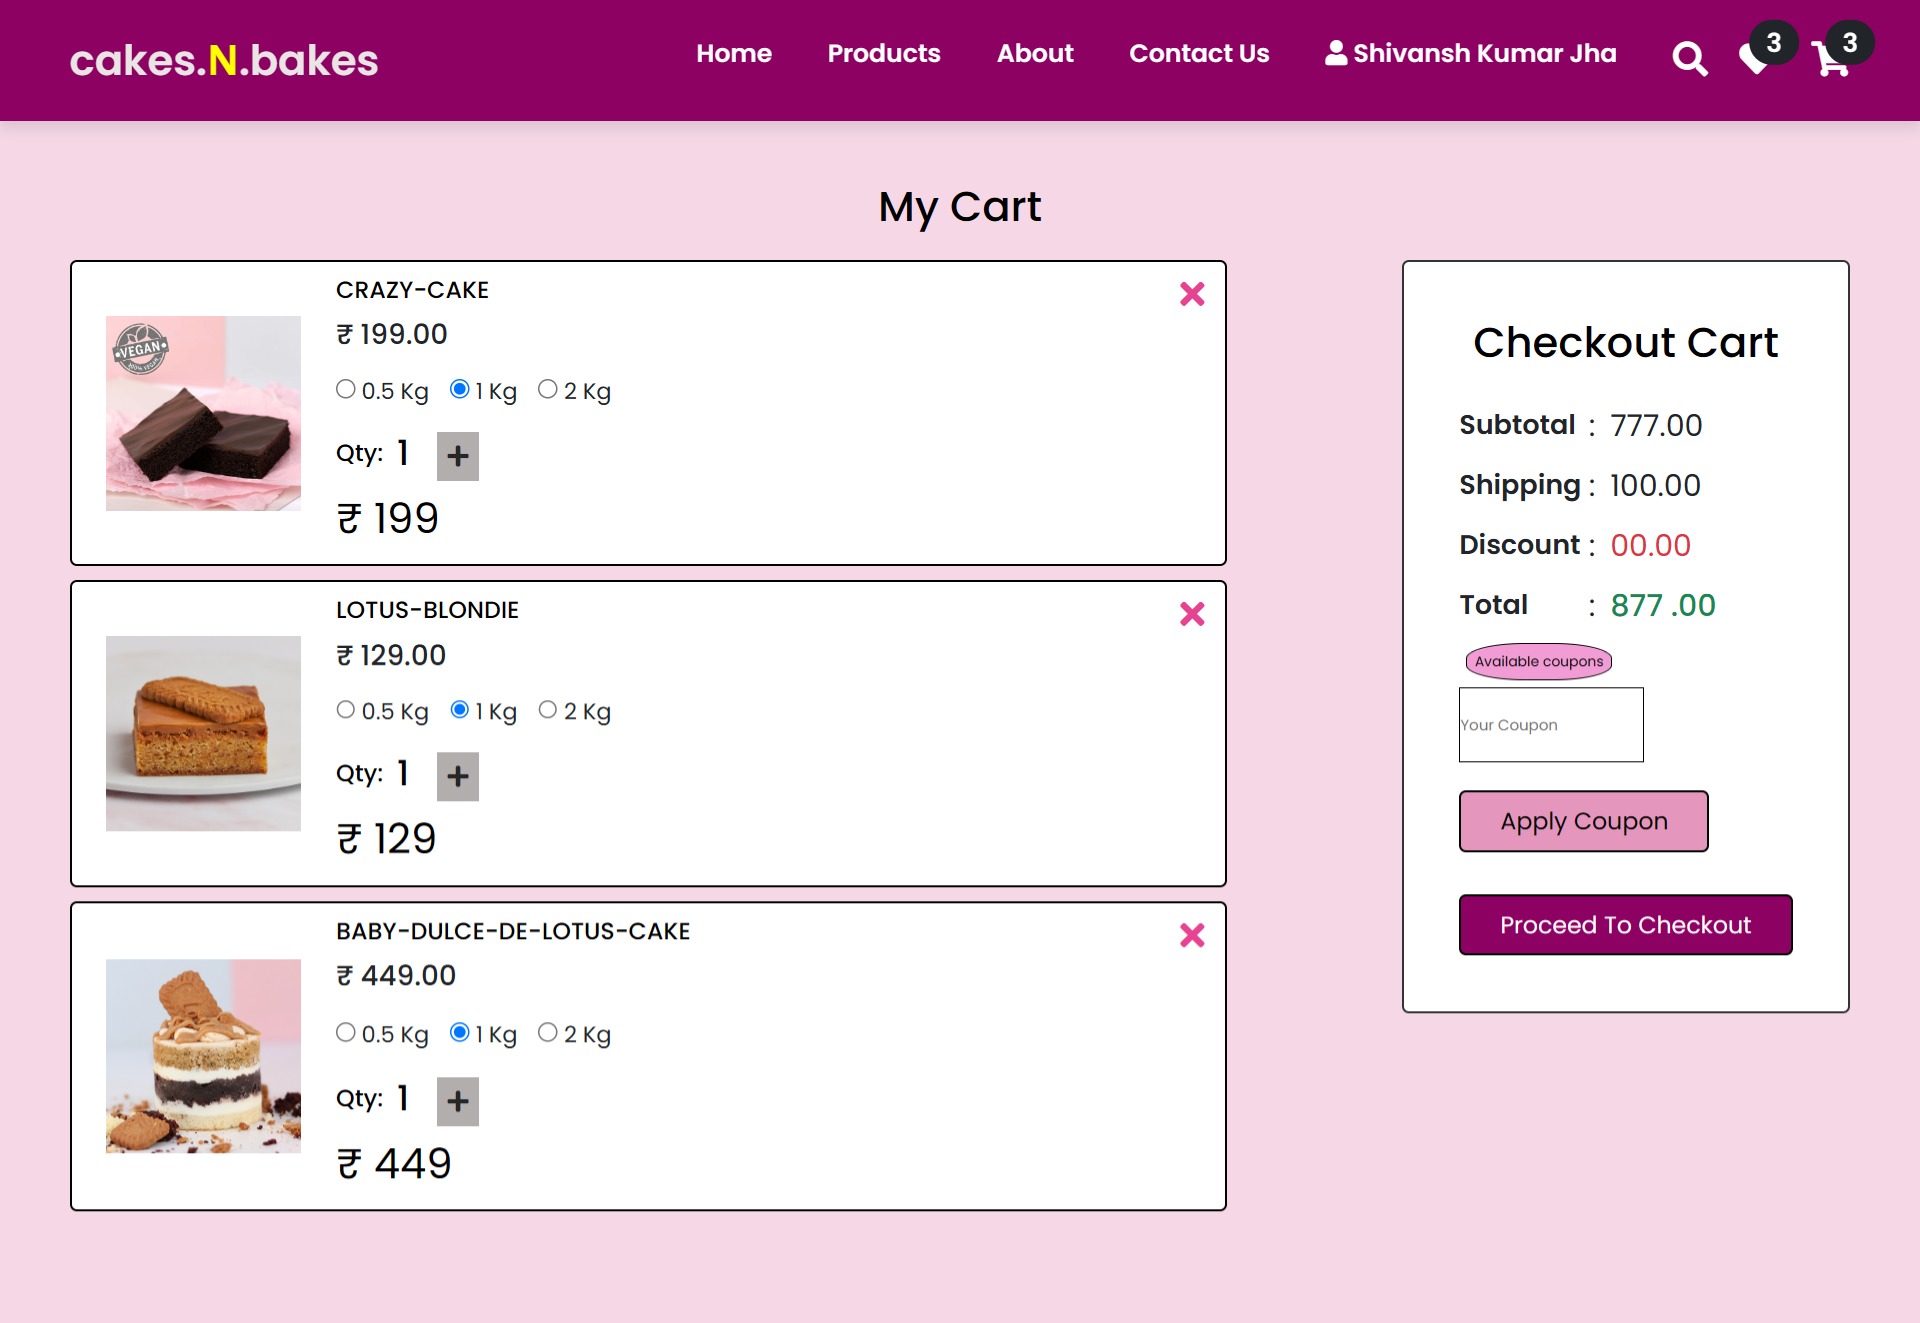 cakes.N.bakes
Home Products About Contact Us Shivansh Kumar Jha 3 3
My Cart
CRAZY-CAKE
₹ 199.00
0.5 Kg 1 Kg 2 Kg
Qty: 1 +
₹ 199
VEGAN
100% VEGAN
LOTUS-BLONDIE
₹ 129.00
0.5 Kg 1 Kg 2 Kg
Qty: 1 +
₹ 129
BABY-DULCE-DE-LOTUS-CAKE
₹ 449.00
0.5 Kg 1 Kg 2 Kg
Qty: 1 +
₹ 449
Checkout Cart
Subtotal : 777.00
Shipping : 100.00
Discount : 00.00
Total : 877 .00
Available coupons
Your Coupon
Apply Coupon
Proceed To Checkout